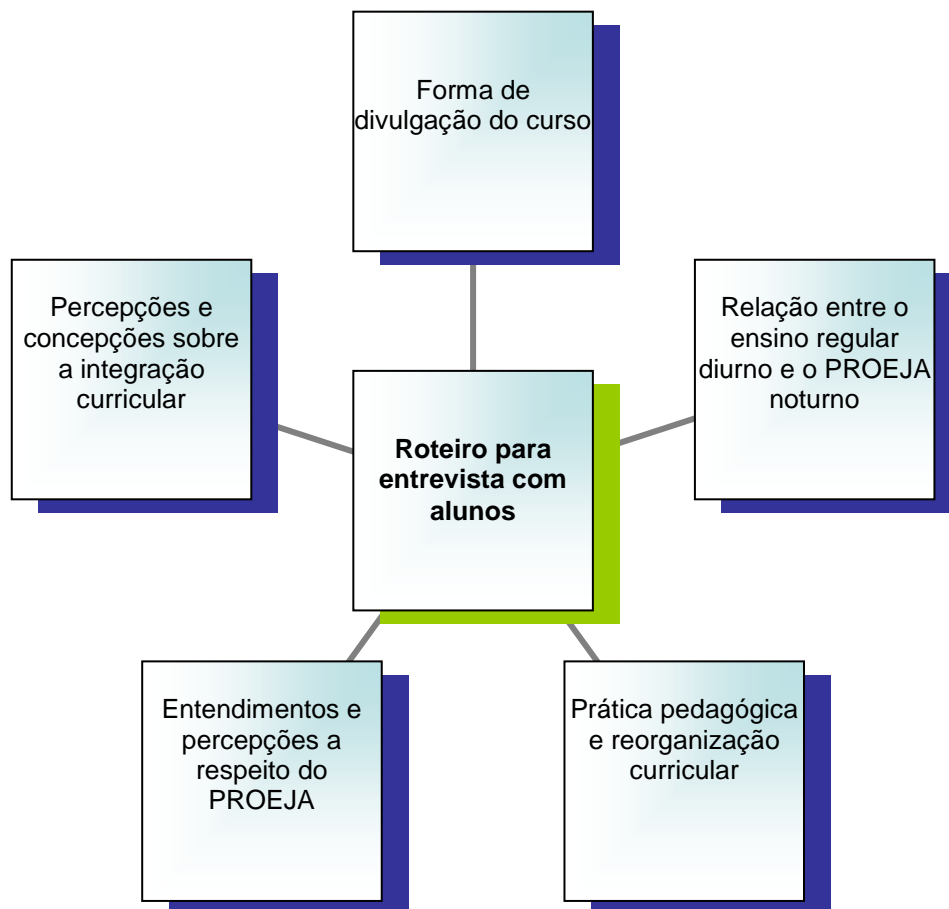 Forma de
divulgação do curso
Percepções e
concepções sobre
a integração
curricular
Relação entre o
ensino regular
diurno e o PROEJA
noturno
Roteiro para
entrevista com
alunos
Entendimentos e
percepções a
respeito do
PROEJA
Prática pedagógica
e reorganização
curricular